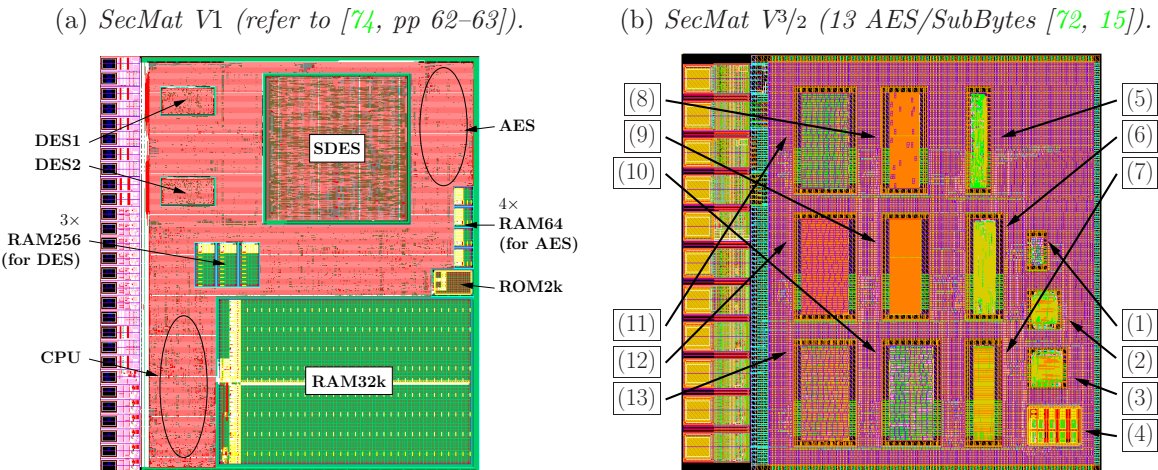 (a) SecMat V1 (refer to [74, pp 62–63]).
DES1
DES2
3×
RAM256
(for DES)
CPU
SDES
RAM32k
AES
4×
RAM64
(for AES)
ROM2k
(b) SecMat V3/2 (13 AES/SubBytes [72, 15]).
(8)
(9)
(10)
(11)
(12)
(13)
(5)
(6)
(7)
(1)
(2)
(3)
(4)